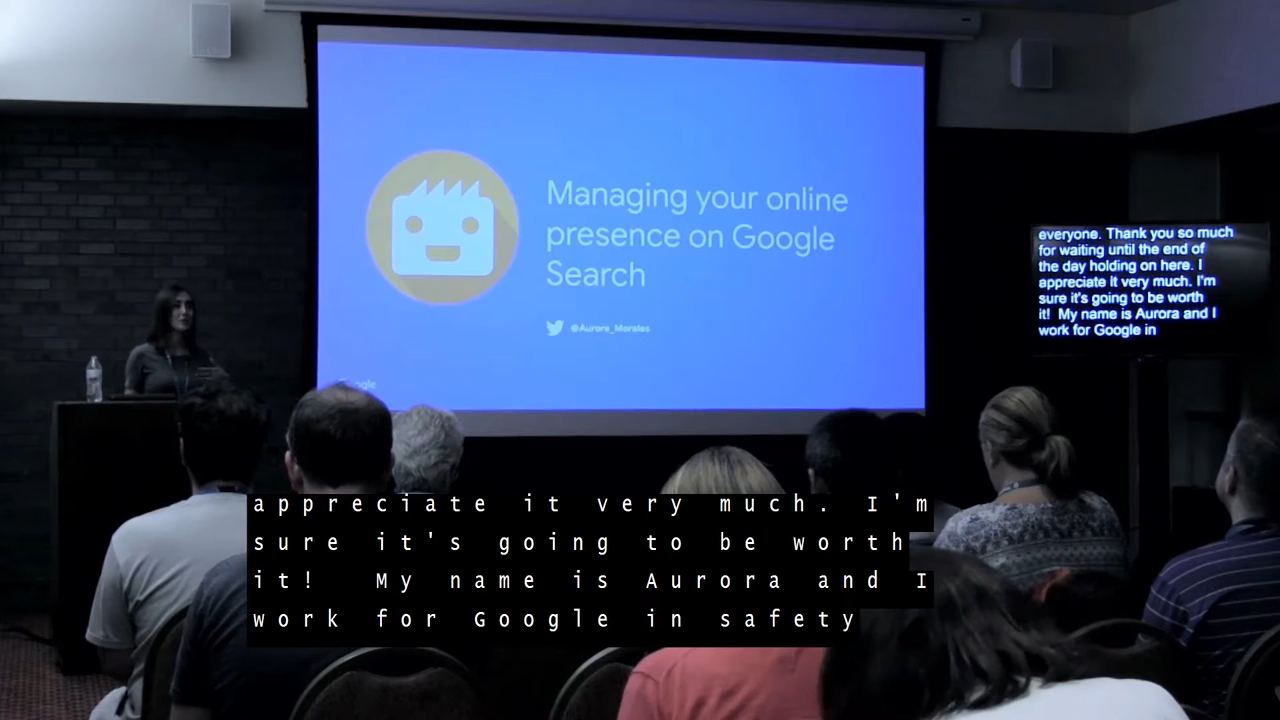 Managing your online
presence on Google
Search
@Aurora_Morales
everyone. Thank you so much
for waiting until the end of
the day holding on here. I
appreciate it very much. I'm
sure it's going to be worth
it! My name is Aurora and I
work for Google in
appreciate it very much. I'm
sure it's going to be worth
it! My name is Aurora and I
work for Google in safety